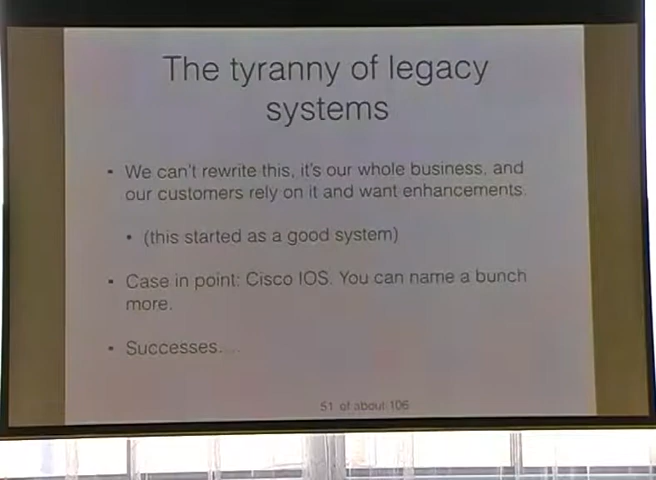 The tyranny of legacy
systems
• We can't rewrite this, it's our whole business, and
our customers rely on it and want enhancements.
• (this started as a good system)
• Case in point: Cisco IOS. You can name a bunch
more.
• Successes....
51 of about 106